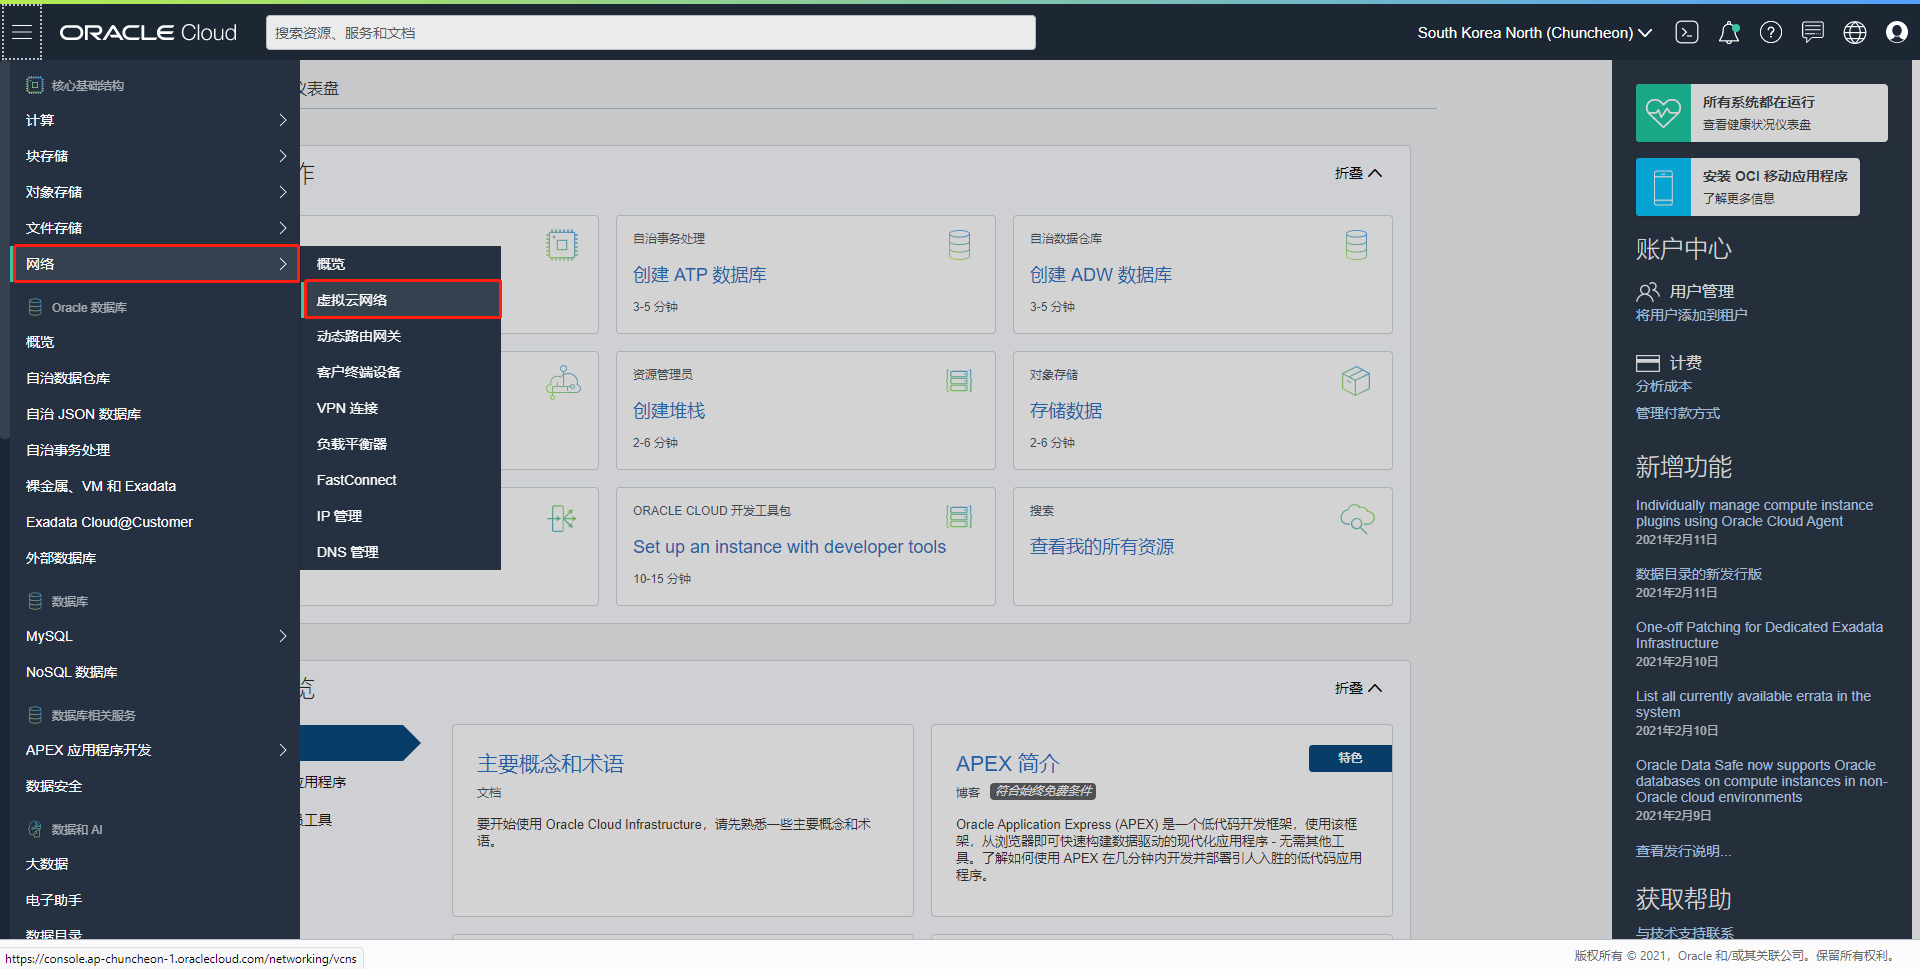 ORACLE Cloud
搜索资源、服务和文档
South Korea North (Chuncheon)
核心基础结构
计算
块存储
对象存储
文件存储
网络
Oracle 数据库
概览
自治数据仓库
自治 JSON 数据库
自治事务处理
裸金属、VM 和 Exadata
Exadata Cloud@Customer
外部数据库
数据库
MySQL
NoSQL 数据库
数据库相关服务
APEX 应用程序开发
数据安全
数据和 AI
大数据
电子助手
数据目录
概览
虚拟云网络
动态路由网关
客户终端设备
VPN 连接
负载平衡器
FastConnect
IP 管理
DNS 管理
仪表盘
作
折叠
自治事务处理
创建 ATP 数据库
3-5 分钟
自治数据仓库
创建 ADW 数据库
3-5 分钟
资源管理员
创建堆栈
2-6 分钟
对象存储
存储数据
2-6 分钟
ORACLE CLOUD 开发工具包
Set up an instance with developer tools
10-15 分钟
搜索
查看我的所有资源
览
折叠
应用程序
工具
主要概念和术语
文档
要开始使用 Oracle Cloud Infrastructure，请先熟悉一些主要概念和术
语。
APEX 简介
特色
博客 符合始终免费条件
Oracle Application Express (APEX) 是一个低代码开发框架，使用该框
架，从浏览器即可快速构建数据驱动的现代化应用程序 - 无需其他工
具。了解如何使用 APEX 在几分钟内开发并部署引人入胜的低代码应用
程序。
所有系统都在运行
查看健康状况仪表盘
安装 OCI 移动应用程序
了解更多信息
账户中心
用户管理
将用户添加到租户
计费
分析成本
管理付款方式
新增功能
Individually manage compute instance
plugins using Oracle Cloud Agent
2021年2月11日
数据目录的新发行版
2021年2月11日
One-off Patching for Dedicated Exadata
Infrastructure
2021年2月10日
List all currently available errata in the
system
2021年2月10日
Oracle Data Safe now supports Oracle
databases on compute instances in non-
Oracle cloud environments
2021年2月9日
查看发行说明...
获取帮助
与技术支持联系
https://console.ap-chuncheon-1.oraclecloud.com/networking/vcns
版权所有 © 2021，Oracle 和/或其关联公司。保留所有权利。